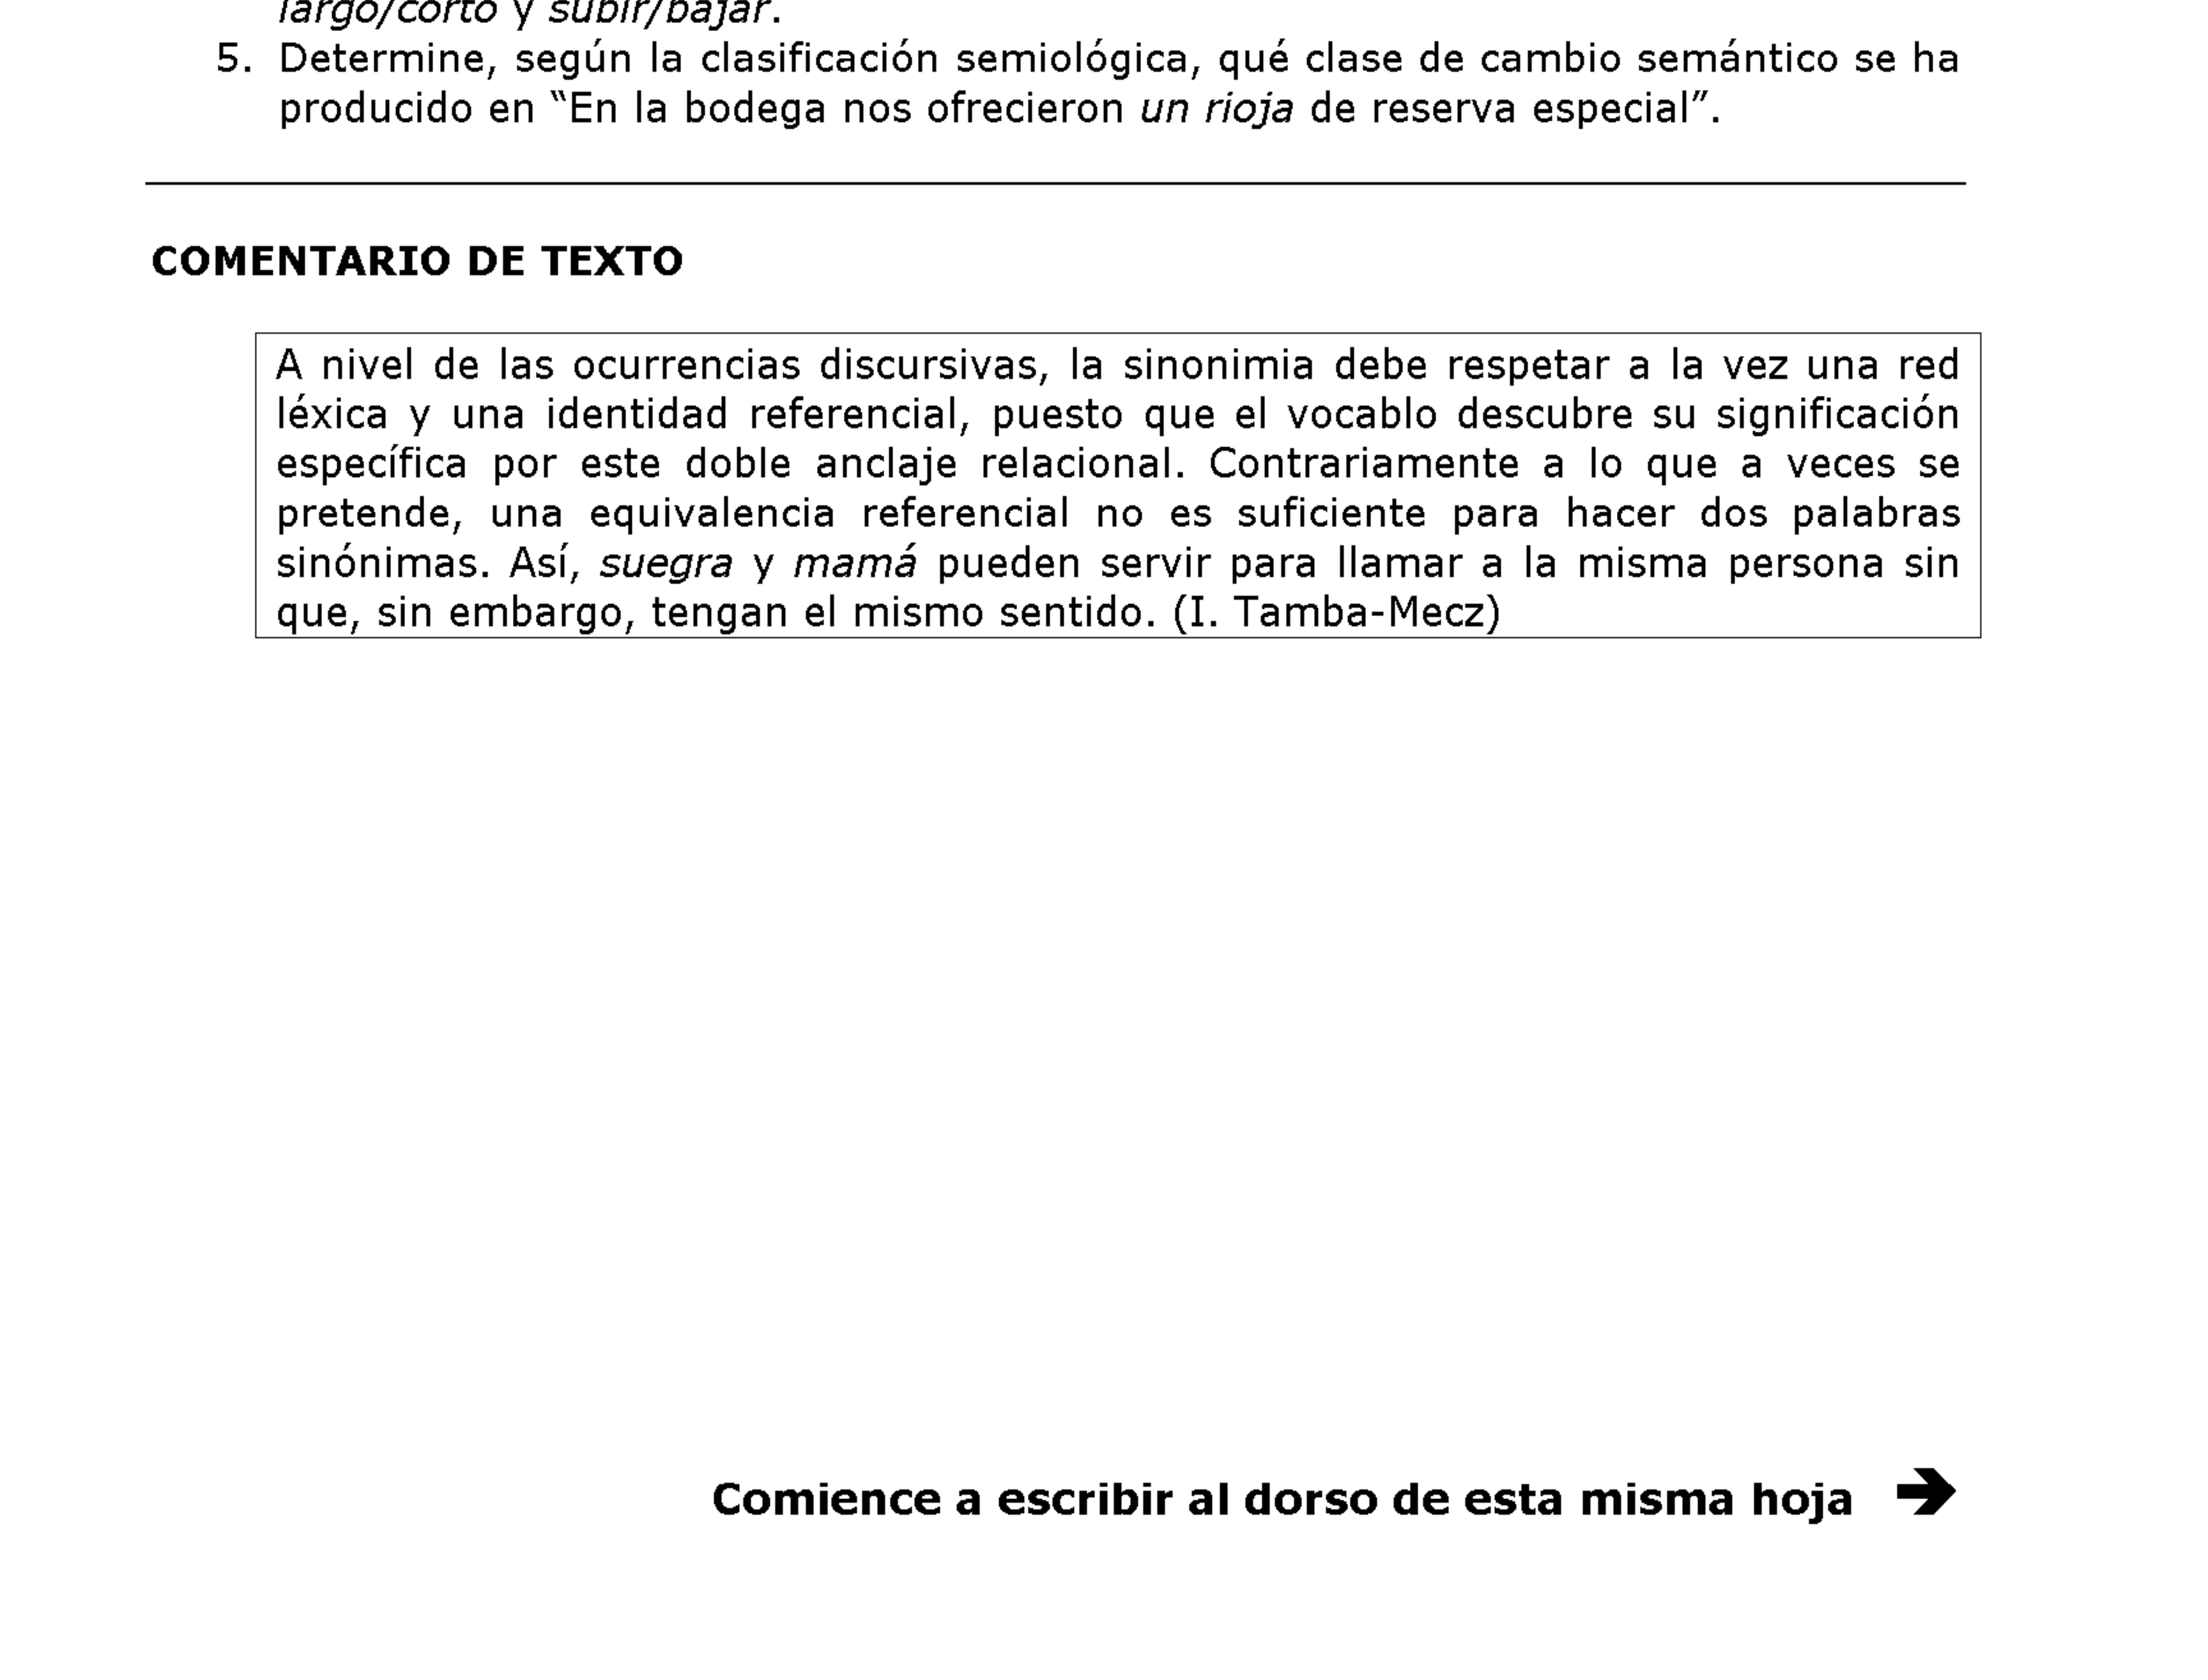 largo/corto y subir/bajar.
5. Determine, según la clasificación semiológica, qué clase de cambio semántico se ha
producido en “En la bodega nos ofrecieron un rioja de reserva especial”.
COMENTARIO DE TEXTO
A nivel de las ocurrencias discursivas, la sinonimia debe respetar a la vez una red
léxica y una identidad referencial, puesto que el vocablo descubre su significación
específica por este doble anclaje relacional. Contrariamente a lo que a veces se
pretende, una equivalencia referencial no es suficiente para hacer dos palabras
sinónimas. Así, suegra y mamá pueden servir para llamar a la misma persona sin
que, sin embargo, tengan el mismo sentido. (I. Tamba-Mecz)
Comience a escribir al dorso de esta misma hoja ➔